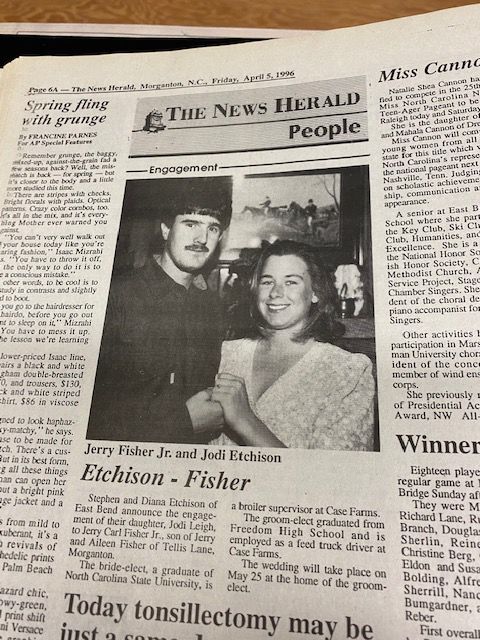 Page 6A — The News Herald, Morganton, N.C., Friday, April 5, 1996
Spring fling
with grunge
By FRANCINE PARNES
For AP Special Features
Remember grunge, the baggy,
mixed-up, against-the-grain fad a
few seasons back? Well, the mis-
match is back — for spring — but
it's closer to the body and a little
more studied this time.
There are stripes with checks.
Bright florals with plaids. Optical
patterns. Crazy color combos, too.
It's all in the mix, and it's every-
thing Mother ever warned you
against.
"You can't very well walk out
of your house today like you're
wearing fashion," Isaac Mizrahi
"You have to throw it off,
the only way to do it is to
a conscious mistake."
other words, to be cool is to
study in contrasts and slightly
d to boot.
you go to the hairdresser for
hairdo, before you go out
nt to sleep on it," Mizrahi
You have to mess it up.
he lesson we're learning
lower-priced Isaac line,
pairs a black and white
gham double-breasted
0, and trousers, $130,
ck and white striped
shirt, $86 in viscose
ned to look haphaz-
y-matchy," he says.
use to be made for
tch. There's a cus-
But in its best form,
g all these things
man can open her
out a bright pink
uge jacket and a
s from mild to
xuberant, it's a
h revivals of
hedelic prints
Palm Beach
hazard chic,
owy-green,
print shift
ni Versace
THE NEWS HERALD
People
Engagement
Jerry Fisher Jr. and Jodi Etchison
Etchison - Fisher
Stephen and Diana Etchison of
East Bend announce the engage-
ment of their daughter, Jodi Leigh,
to Jerry Carl Fisher Jr., son of Jerry
and Aileen Fisher of Tellis Lane,
Morganton.
The bride-elect, a graduate of
North Carolina State University, is
a broiler supervisor at Case Farms.
The groom-elect graduated from
Freedom High School and is
employed as a feed truck driver at
Case Farms.
The wedding will take place on
May 25 at the home of the groom-
elect.
Today tonsillectomy may be
just a same
Miss Canno
Natalie Shea Cannon ha
fied to compete in the 25th
Miss North Carolina N
Teen-Ager Pageant to be
Raleigh today and Saturday
She is the daughter of
and Mahala Cannon of Dre
Miss Cannon will com
young women from all
state for this title which w
North Carolina's represe
the national pageant next
Nashville, Tenn. Judging
on scholastic achievem
ship, communication a
appearance.
A senior at East B
School where she part
the Key Club, Ski Cl
Club, Humanities, and
Excellence. She is a
the National Honor So
ish Honor Society, C
Methodist Church, A
Service Project, Stag
Chamber Singers. She
dent of the choral de
piano accompanist for
Singers.
Other activities
participation in Mars
man University chor
ident of the concer
member of wind ens
corps.
She previously r
of Presidential Ac
Award, NW All-
Winner
Eighteen playe
regular game at
Bridge Sunday aft
They were M
Richard Lane, Ru
Branch, Douglas
Sherlin, Reine
Christine Berg,
Eldon and Susa
Bolding, Alfre
Sherrill, Nanc
Bumgardner, a
Reber.
First overall